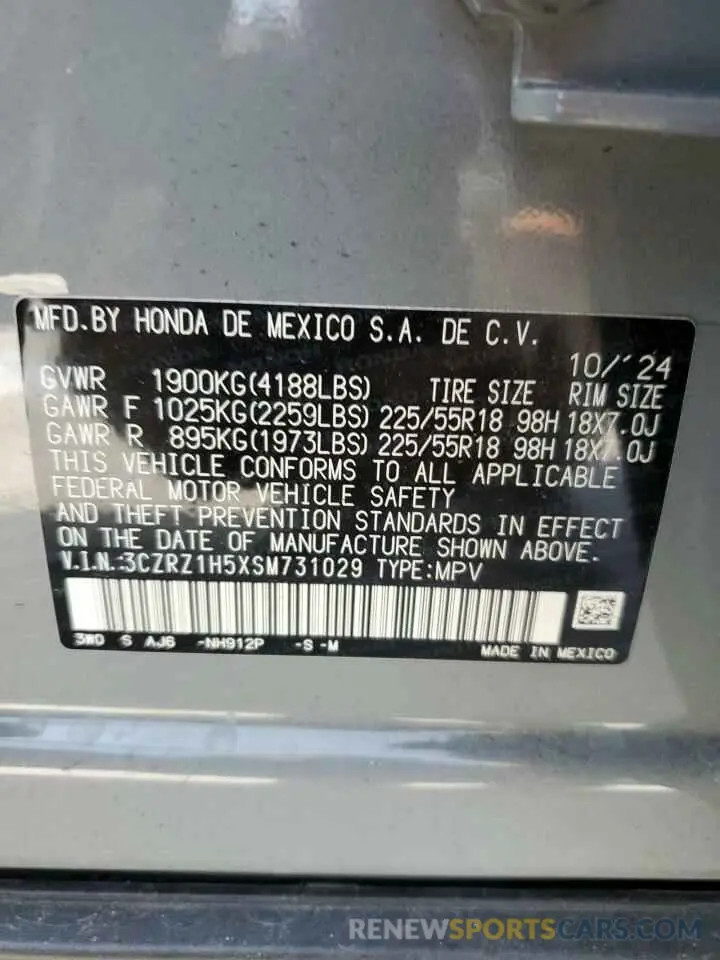 MFD.BY HONDA DE MEXICO S.A. DE C.V.
10/'24
GVWR 1900KG(4188LBS) TIRE SIZE RIM SIZE
GAWR F 1025KG(2259LBS) 225/55R18 98H 18X7.0J
GAWR R 895KG(1973LBS) 225/55R18 98H 18X7.0J
THIS VEHICLE CONFORMS TO ALL APPLICABLE
FEDERAL MOTOR VEHICLE SAFETY
AND THEFT PREVENTION STANDARDS IN EFFECT
ON THE DATE OF MANUFACTURE SHOWN ABOVE.
V.I.N.:3CZRZ1H5XSM731029 TYPE:MPV
3W0 S AJ6 -NH912P -S -M
MADE IN MEXICO
RENEWSPORTSCARS.COM